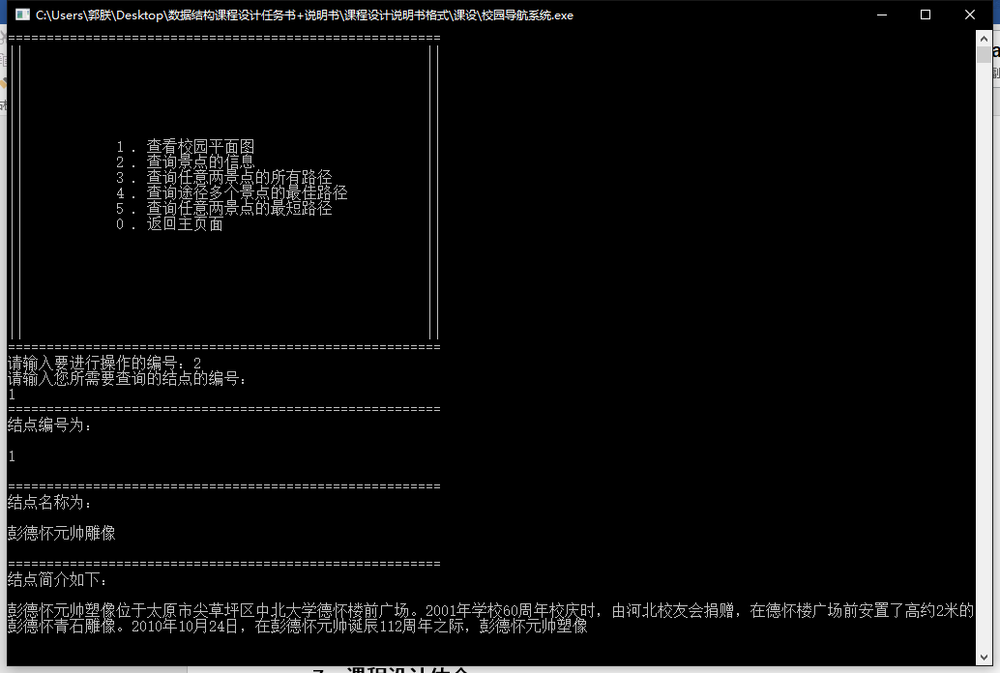 C:\Users\郭朕\Desktop\数据结构课程设计任务书+说明书\课程设计说明书格式\课设\校园导航系统.exe
========================================================
1 . 查看校园平面图
2 . 查询景点的信息
3 . 查询任意两景点的所有路径
4 . 查询途径多个景点的最佳路径
5 . 查询任意两景点的最短路径
0 . 返回主页面
========================================================
请输入要进行操作的编号：2
请输入您所需要查询的结点的编号：
1
========================================================
结点编号为：
1
========================================================
结点名称为：
彭德怀元帅雕像
========================================================
结点简介如下：
彭德怀元帅塑像位于太原市尖草坪区中北大学德怀楼前广场。2001年学校60周年校庆时，由河北校友会捐赠，在德怀楼广场前安置了高约2米的
彭德怀青石雕像。2010年10月24日，在彭德怀元帅诞辰112周年之际，彭德怀元帅塑像